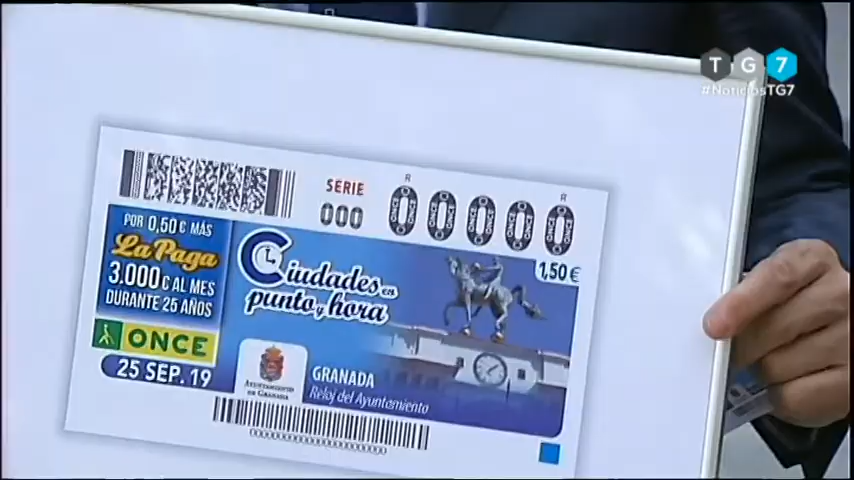 TG7
#NoticiasTG7
SERIE
000
R
R
00000
POR 0,50 € MÁS
La Paga
3.000 € AL MES
DURANTE 25 AÑOS
ONCE
25 SEP. 19
Ciudades en
punto y hora
1,50 €
AYUNTAMIENTO
DE GRANADA
GRANADA
Reloj del Ayuntamiento